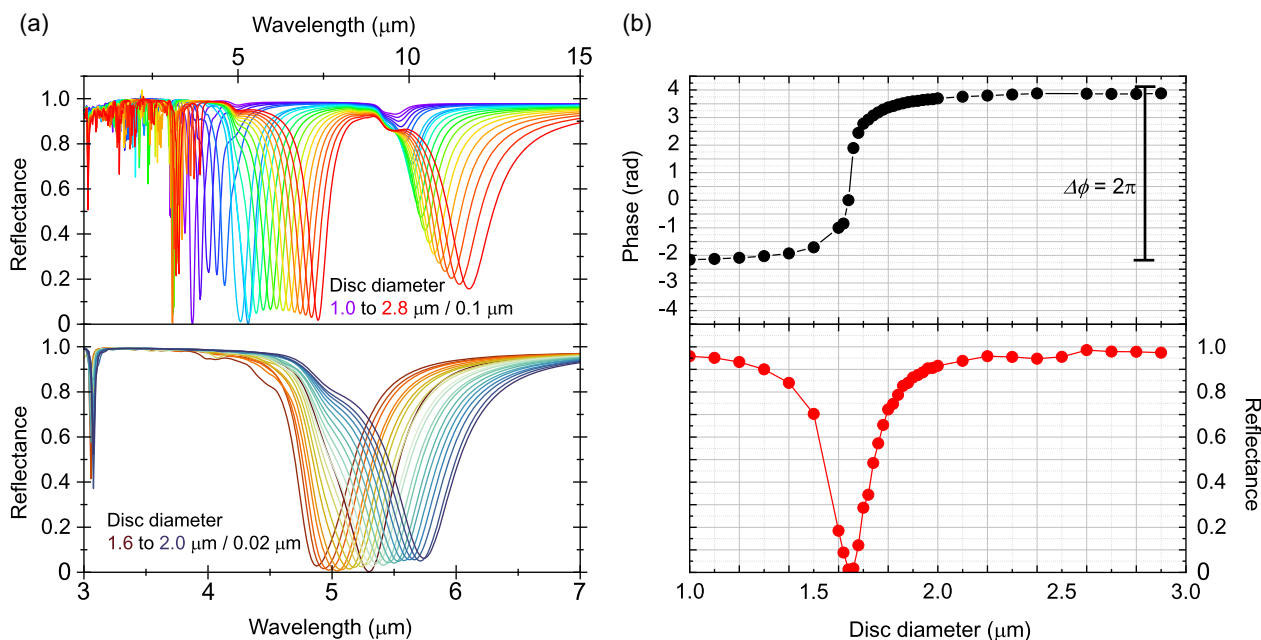 (a)
Wavelength (μm)
5 10 15
1.0
0.8
0.6
0.4
0.2
0
Reflectance
Disc diameter
1.0 to 2.8 μm / 0.1 μm
1.0
0.8
0.6
0.4
0.2
0
Reflectance
Disc diameter
1.6 to 2.0 μm / 0.02 μm
3 4 5 6 7
Wavelength (μm)
(b)
4
3
2
1
0
-1
-2
-3
-4
Phase (rad)
Δϕ = 2π
1.0
0.8
0.6
0.4
0.2
0
Reflectance
1.0 1.5 2.0 2.5 3.0
Disc diameter (μm)